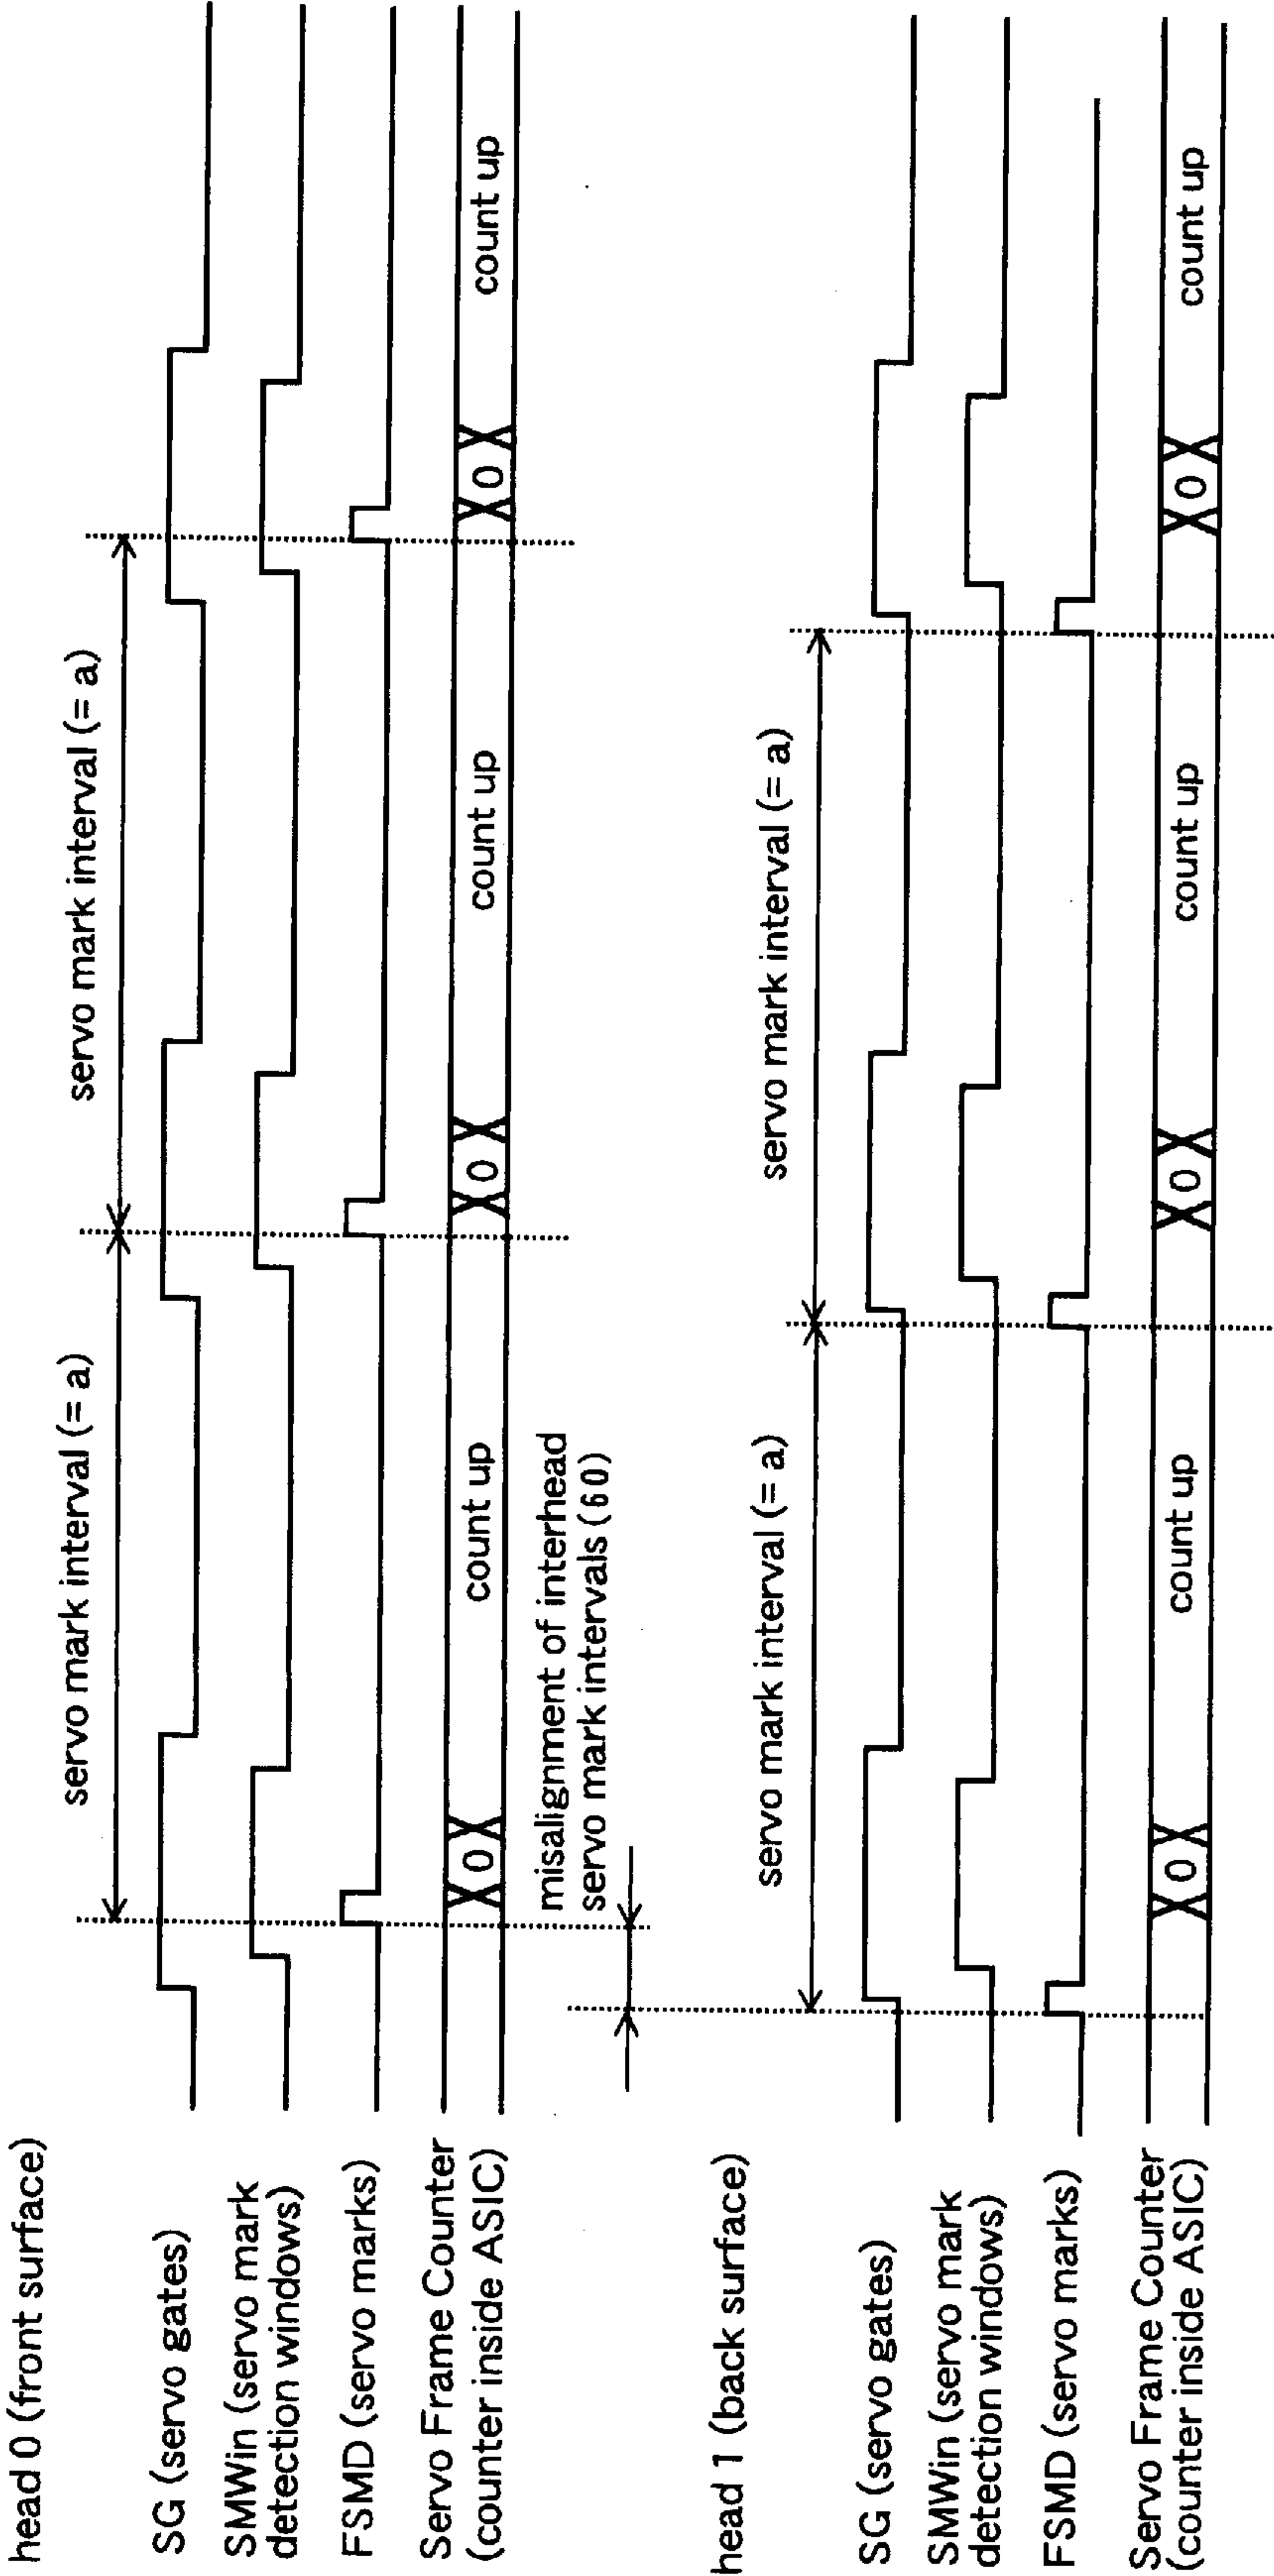 head 0 (front surface)
servo mark interval (= a)
servo mark interval (= a)
SG (servo gates)
SMWin (servo mark
detection windows)
FSMD (servo marks)
Servo Frame Counter
(counter inside ASIC)
0
count up
0
count up
0
count up
misalignment of interhead
servo mark intervals (60)
head 1 (back surface)
servo mark interval (= a)
servo mark interval (= a)
SG (servo gates)
SMWin (servo mark
detection windows)
FSMD (servo marks)
Servo Frame Counter
(counter inside ASIC)
0
count up
0
count up
0
count up